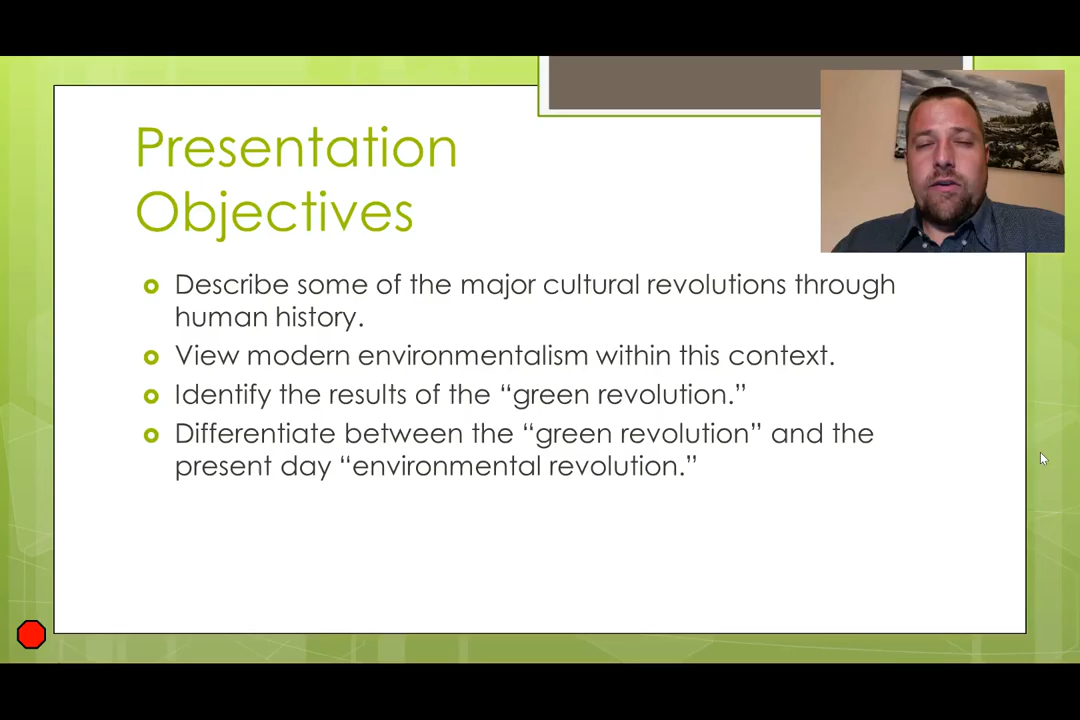 Presentation
Objectives
Describe some of the major cultural revolutions through
human history.
View modern environmentalism within this context.
Identify the results of the “green revolution.”
Differentiate between the “green revolution” and the
present day “environmental revolution.”